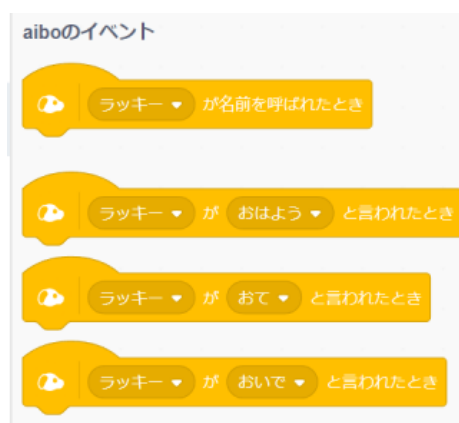 aiboのイベント
ラッキー が名前を呼ばれたとき
ラッキー が おはよう と言われたとき
ラッキー が おて と言われたとき
ラッキー が おいで と言われたとき